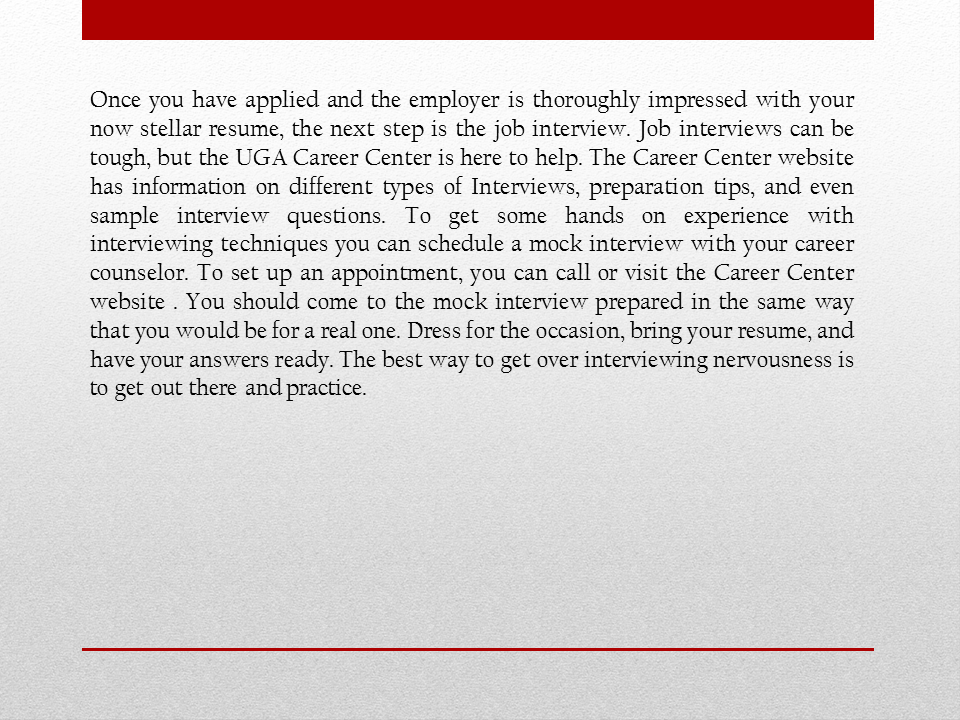 Once you have applied and the employer is thoroughly impressed with your
now stellar resume, the next step is the job interview. Job interviews can be
tough, but the UGA Career Center is here to help. The Career Center website
has information on different types of Interviews, preparation tips, and even
sample interview questions. To get some hands on experience with
interviewing techniques you can schedule a mock interview with your career
counselor. To set up an appointment, you can call or visit the Career Center
website . You should come to the mock interview prepared in the same way
that you would be for a real one. Dress for the occasion, bring your resume, and
have your answers ready. The best way to get over interviewing nervousness is
to get out there and practice.